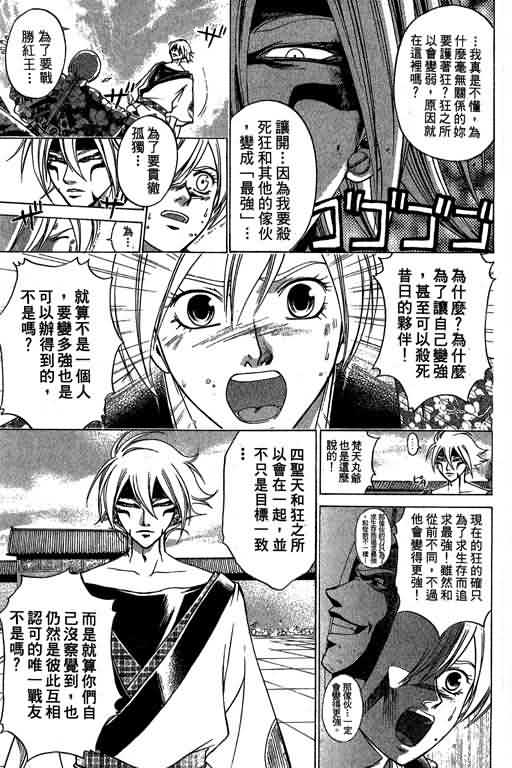 …我真是不懂，為
什麼毫無關係的妳
要護著狂？狂之所
以會變弱，原因就
在這裡嗎？
讓開…因為我要殺
死狂和其他的傢伙
，變成「最強」…
ゴゴゴゴ
為了要戰
勝紅王…
為了要貫徹
孤獨…
為…
為什麼？為什麼
為了讓自己變強
，甚至可以殺死
昔日的夥伴！
就算不是一個人
，要變多強也是
可以辦得到的，
不是嗎？
梵天丸爺
也是這麼
說的！
現在的狂的確只
為了求生存而追
求最強！雖然和
從前不同，不過
他會變得更強！
那傢伙…一定
會變得更強。
四聖天和狂之所
以會在一起，並
不只是目標一致
。
而是就算你們自
己沒察覺到，也
仍然是彼此互相
認可的唯一戰友
不是嗎？